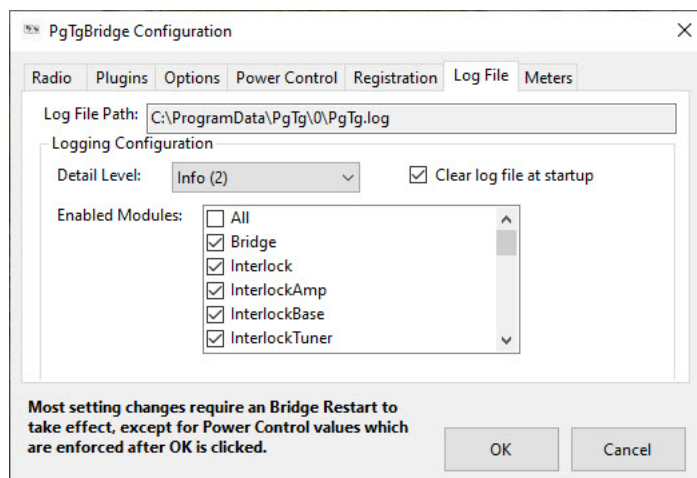 PgTgBridge Configuration
Radio Plugins Options Power Control Registration Log File Meters
Log File Path: C:\ProgramData\PgTg\0\PgTg.log
Logging Configuration
Detail Level: Info (2) Clear log file at startup
Enabled Modules: All
Bridge
Interlock
InterlockAmp
InterlockBase
InterlockTuner
Most setting changes require an Bridge Restart to
take effect, except for Power Control values which
are enforced after OK is clicked.
OK Cancel